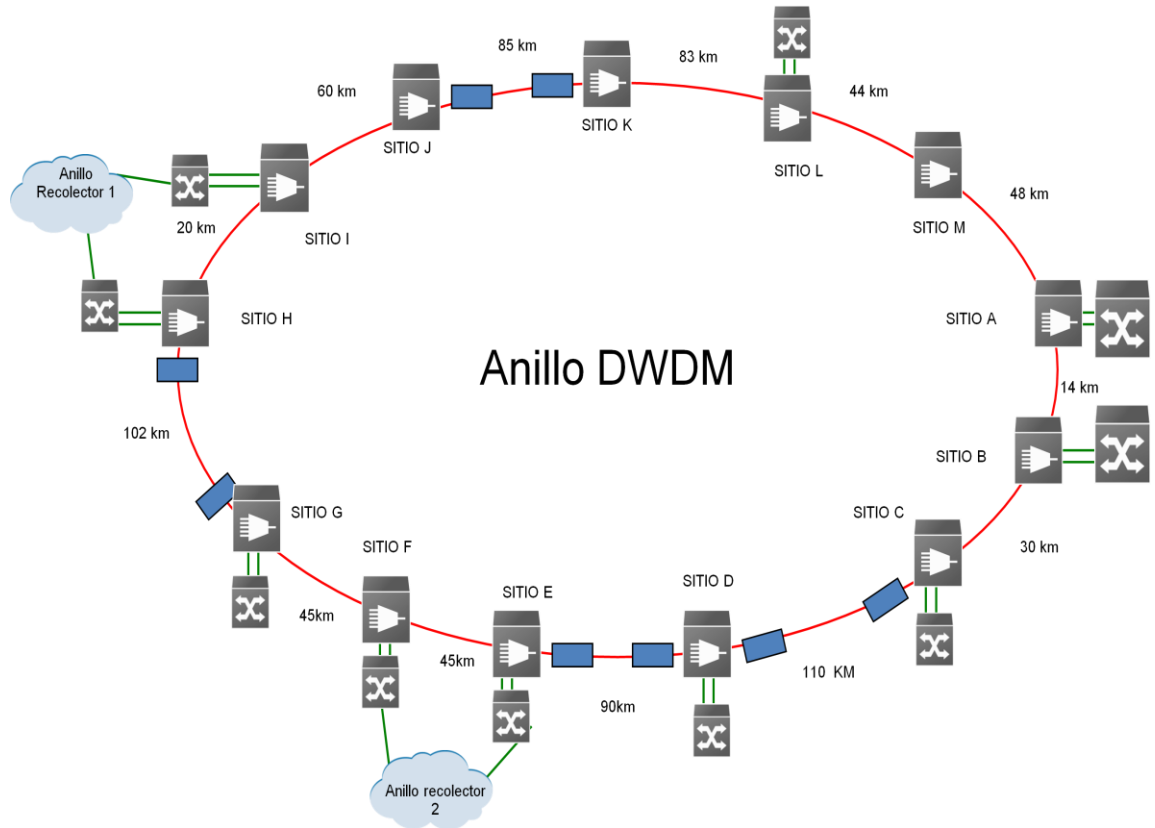 85 km
83 km
60 km
44 km
SITIO K
SITIO J
SITIO L
Anillo
Recolector 1
48 km
20 km
SITIO I
SITIO M
SITIO H
SITIO A
Anillo DWDM
14 km
102 km
SITIO B
SITIO G
SITIO C
SITIO F
30 km
SITIO E
SITIO D
45km
45km
110 KM
90km
Anillo recolector
2